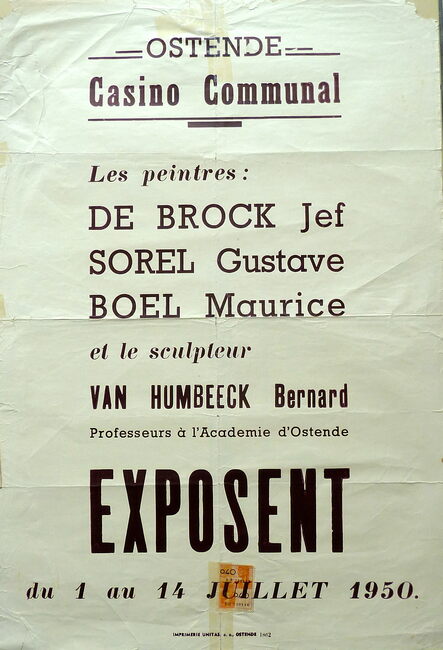 OSTENDE
Casino Communal
Les peintres :
DE BROCK Jef
SOREL Gustave
BOEL Maurice
et le sculpteur
VAN HUMBEECK Bernard
Professeurs à l'Academie d'Ostende
EXPOSENT
du 1 au 14 JUILLET 1950.
IMPRIMERIE UNITAS, s. a., OSTENDE 1662